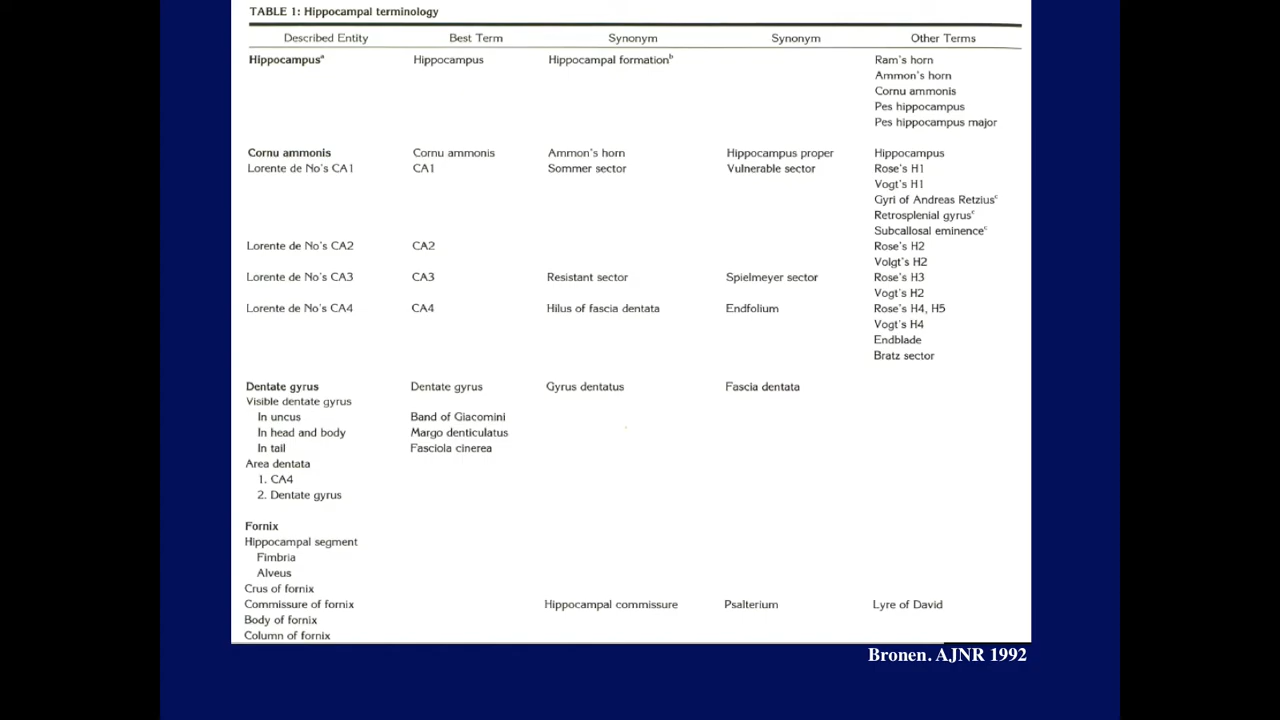 TABLE 1: Hippocampal terminology
Described Entity Best Term Synonym Synonym Other Terms
Hippocampusᵃ Hippocampus Hippocampal formationᵇ Ram's horn
Ammon's horn
Cornu ammonis
Pes hippocampus
Pes hippocampus major
Cornu ammonis Cornu ammonis Ammon's horn Hippocampus proper Hippocampus
Lorente de No's CA1 CA1 Sommer sector Vulnerable sector Rose's H1
Vogt's H1
Gyri of Andreas Retziusᶜ
Retrosplenial gyrusᶜ
Subcallosal eminenceᶜ
Lorente de No's CA2 CA2 Rose's H2
Volgt's H2
Lorente de No's CA3 CA3 Resistant sector Spielmeyer sector Rose's H3
Vogt's H2
Lorente de No's CA4 CA4 Hilus of fascia dentata Endfolium Rose's H4, H5
Vogt's H4
Endblade
Bratz sector
Dentate gyrus Dentate gyrus Gyrus dentatus Fascia dentata
Visible dentate gyrus
In uncus Band of Giacomini
In head and body Margo denticulatus
In tail Fasciola cinerea
Area dentata
1. CA4
2. Dentate gyrus
Fornix
Hippocampal segment
Fimbria
Alveus
Crus of fornix
Commissure of fornix Hippocampal commissure Psalterium Lyre of David
Body of fornix
Column of fornix
Bronen. AJNR 1992